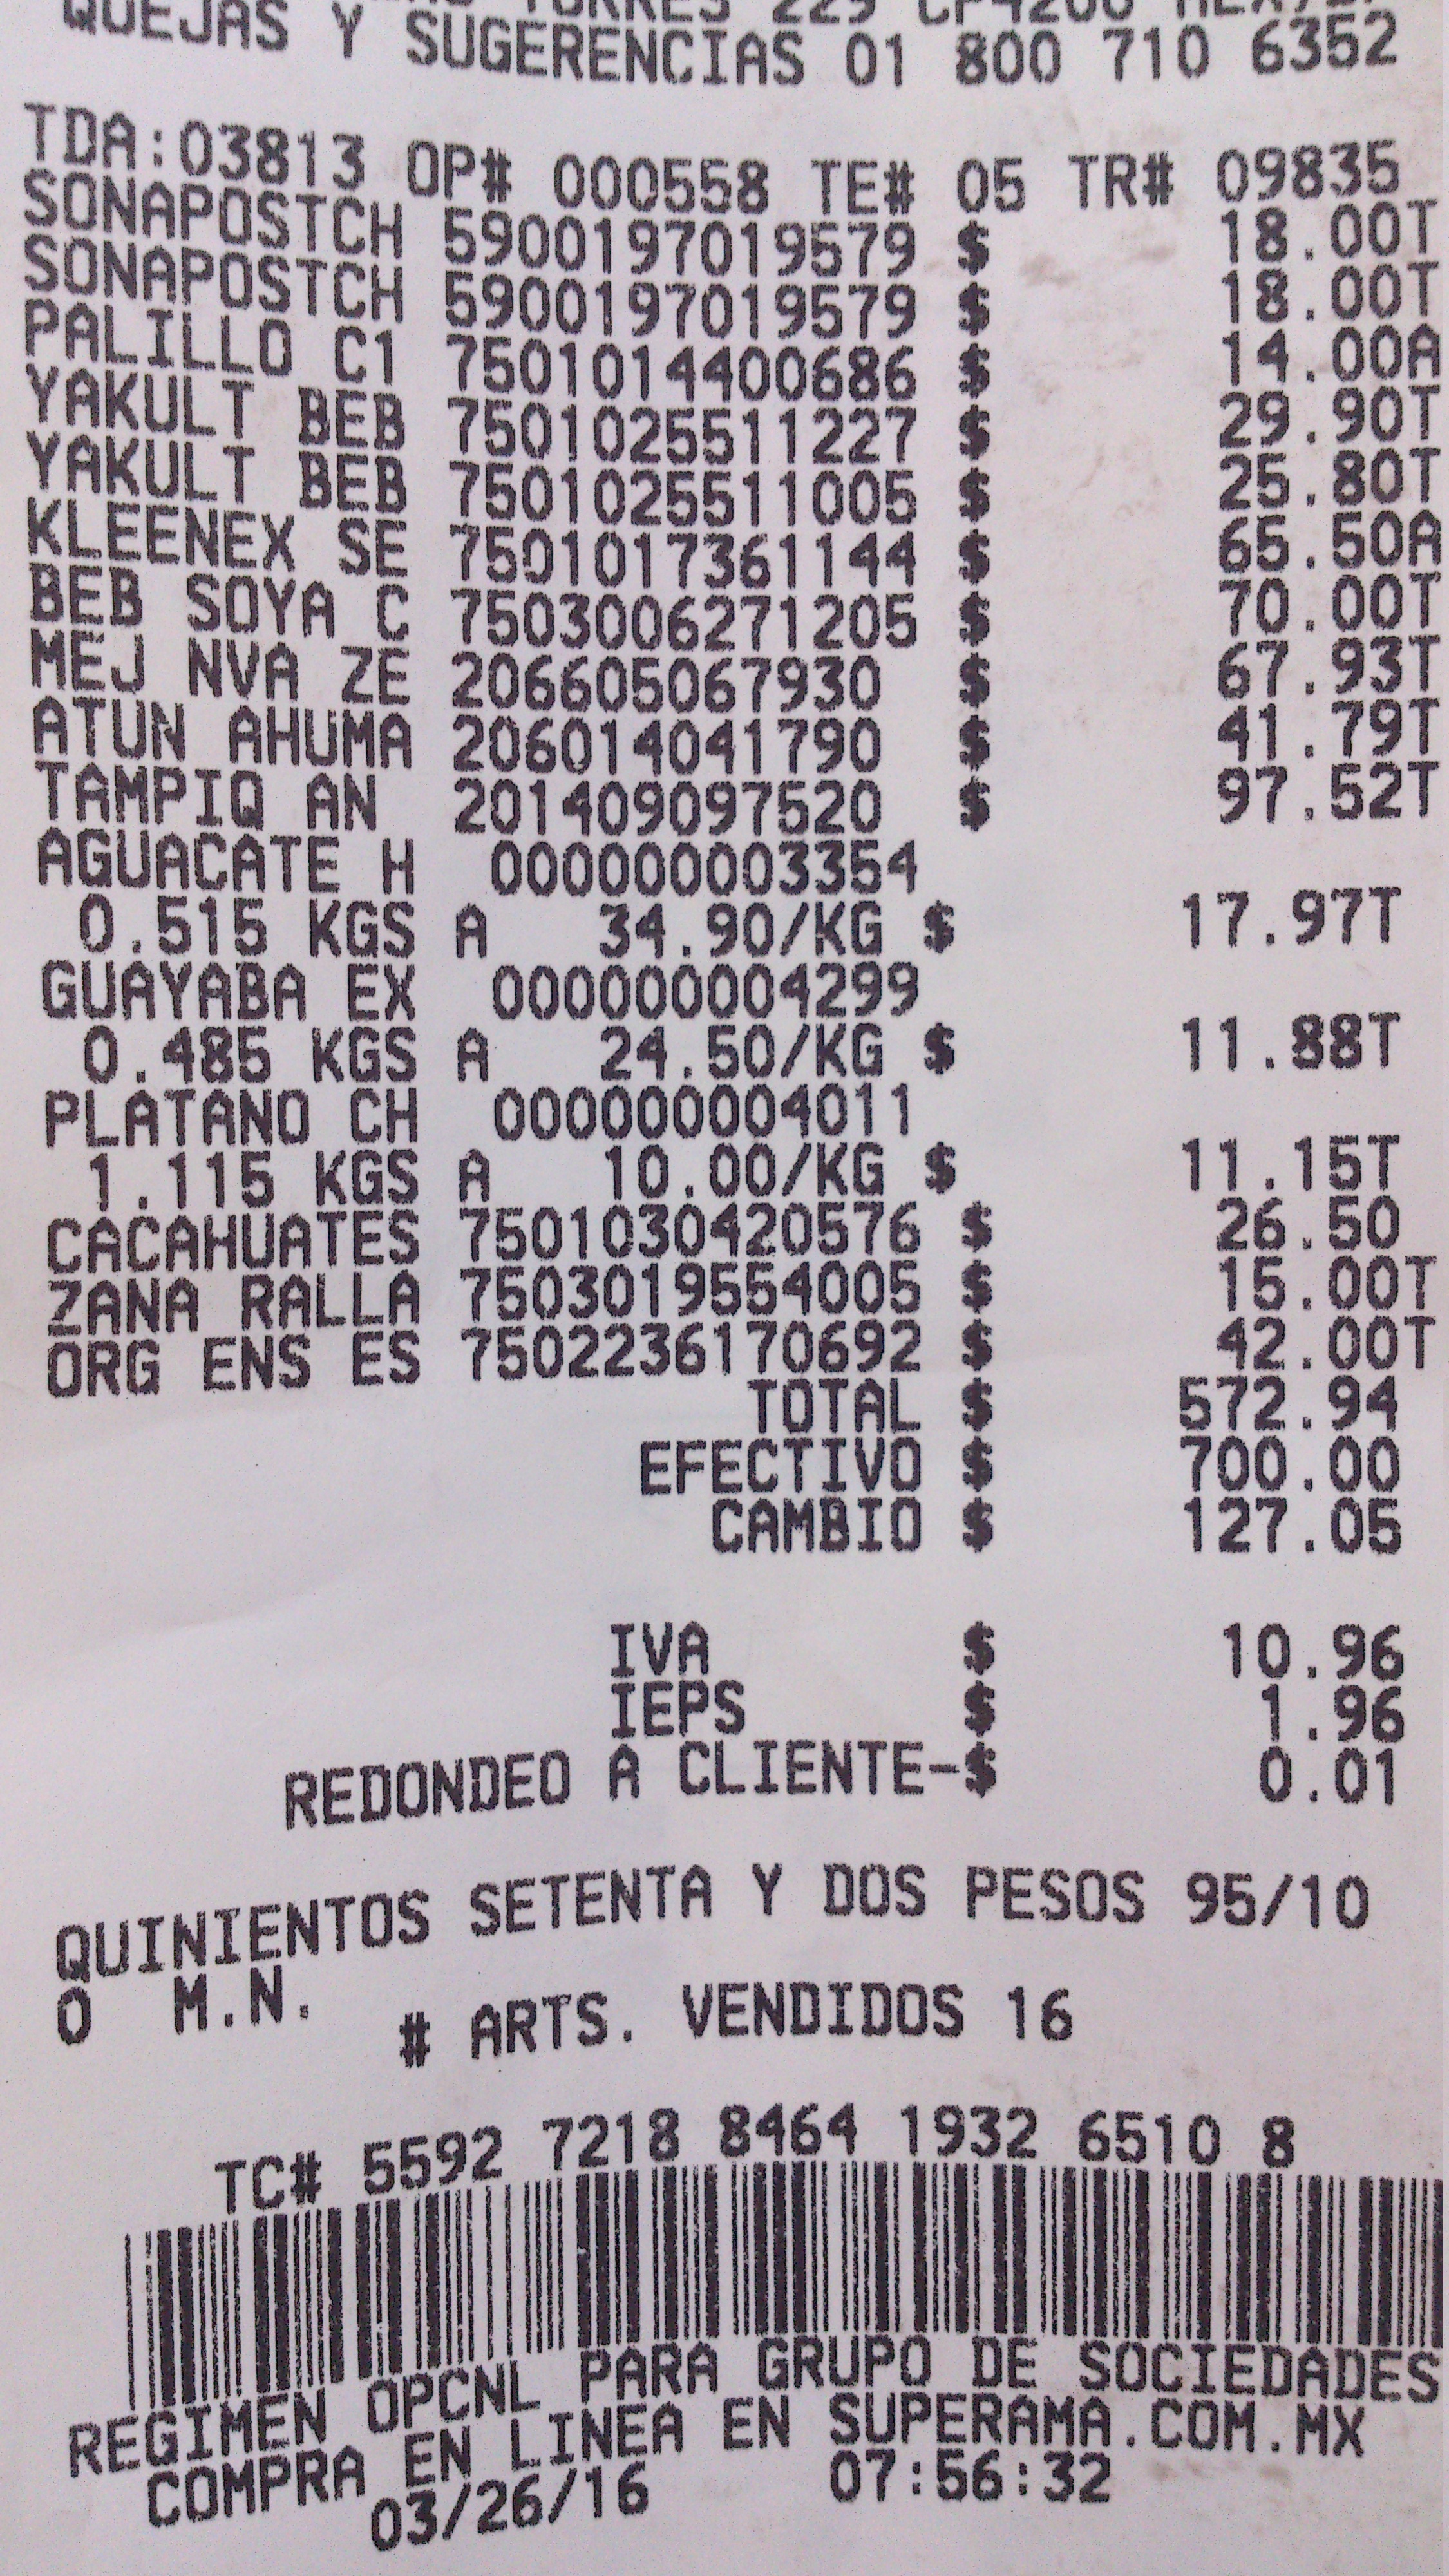 TORRES 229
QUEJAS Y SUGERENCIAS 01 800 710 6352
TDA:03813 OP# 000558 TE# 05 TR# 09835
SONAPOSTCH 5900197019579 $ 18.00T
SONAPOSTCH 5900197019579 $ 18.00T
PALILLO C1 7501014400686 $ 14.00A
YAKULT BEB 7501025511227 $ 29.90T
YAKULT BEB 7501025511005 $ 25.80T
KLEENEX SE 7501017361144 $ 65.50A
BEB SOYA C 7503006271205 $ 70.00T
MEJ NVA ZE 206605067930 $ 67.93T
ATUN AHUMA 206014041790 $ 41.79T
TAMPIQ AN 201409097520 $ 97.52T
AGUACATE H 000000003354
0.515 KGS A 34.90/KG $ 17.97T
GUAYABA EX 000000004299
0.485 KGS A 24.50/KG $ 11.88T
PLATANO CH 000000004011
1.115 KGS A 10.00/KG $ 11.15T
CACAHUATES 7501030420576 $ 26.50
ZANA RALLA 7503019554005 $ 15.00T
ORG ENS ES 7502236170692 $ 42.00T
TOTAL $ 572.94
EFECTIVO $ 700.00
CAMBIO $ 127.05
IVA $ 10.96
IEPS $ 1.96
REDONDEO A CLIENTE-$ 0.01
QUINIENTOS SETENTA Y DOS PESOS 95/10
0 M.N.
# ARTS. VENDIDOS 16
TC# 5592 7218 8464 1932 6510 8
REGIMEN OPCNL PARA GRUPO DE SOCIEDADES
COMPRA EN LINEA EN SUPERAMA.COM.MX
03/26/16 07:56:32